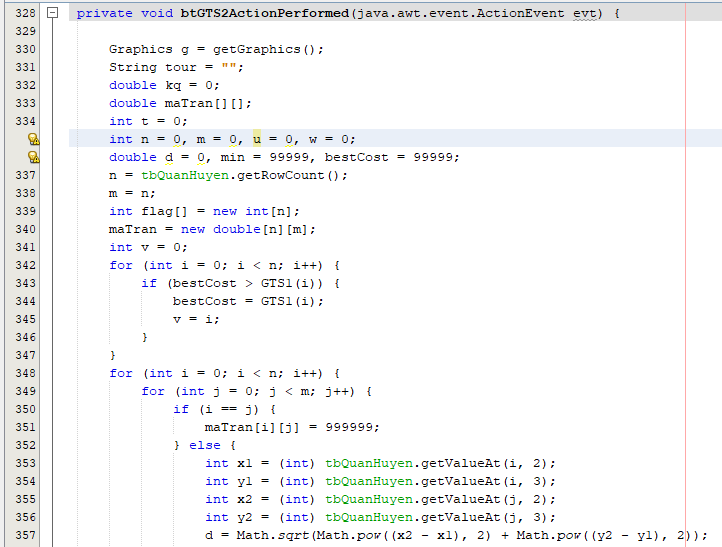 328 private void btGTS2ActionPerformed(java.awt.event.ActionEvent evt) {
329
330 Graphics g = getGraphics();
331 String tour = "";
332 double kq = 0;
333 double maTran[][];
334 int t = 0;
int n = 0, m = 0, u = 0, w = 0;
double d = 0, min = 99999, bestCost = 99999;
337 n = tbQuanHuyen.getRowCount();
338 m = n;
339 int flag[] = new int[n];
340 maTran = new double[n][m];
341 int v = 0;
342 for (int i = 0; i < n; i++) {
343 if (bestCost > GTS1(i)) {
344 bestCost = GTS1(i);
345 v = i;
346 }
347 }
348 for (int i = 0; i < n; i++) {
349 for (int j = 0; j < m; j++) {
350 if (i == j) {
351 maTran[i][j] = 999999;
352 } else {
353 int x1 = (int) tbQuanHuyen.getValueAt(i, 2);
354 int y1 = (int) tbQuanHuyen.getValueAt(i, 3);
355 int x2 = (int) tbQuanHuyen.getValueAt(j, 2);
356 int y2 = (int) tbQuanHuyen.getValueAt(j, 3);
357 d = Math.sqrt(Math.pow((x2 - x1), 2) + Math.pow((y2 - y1), 2));